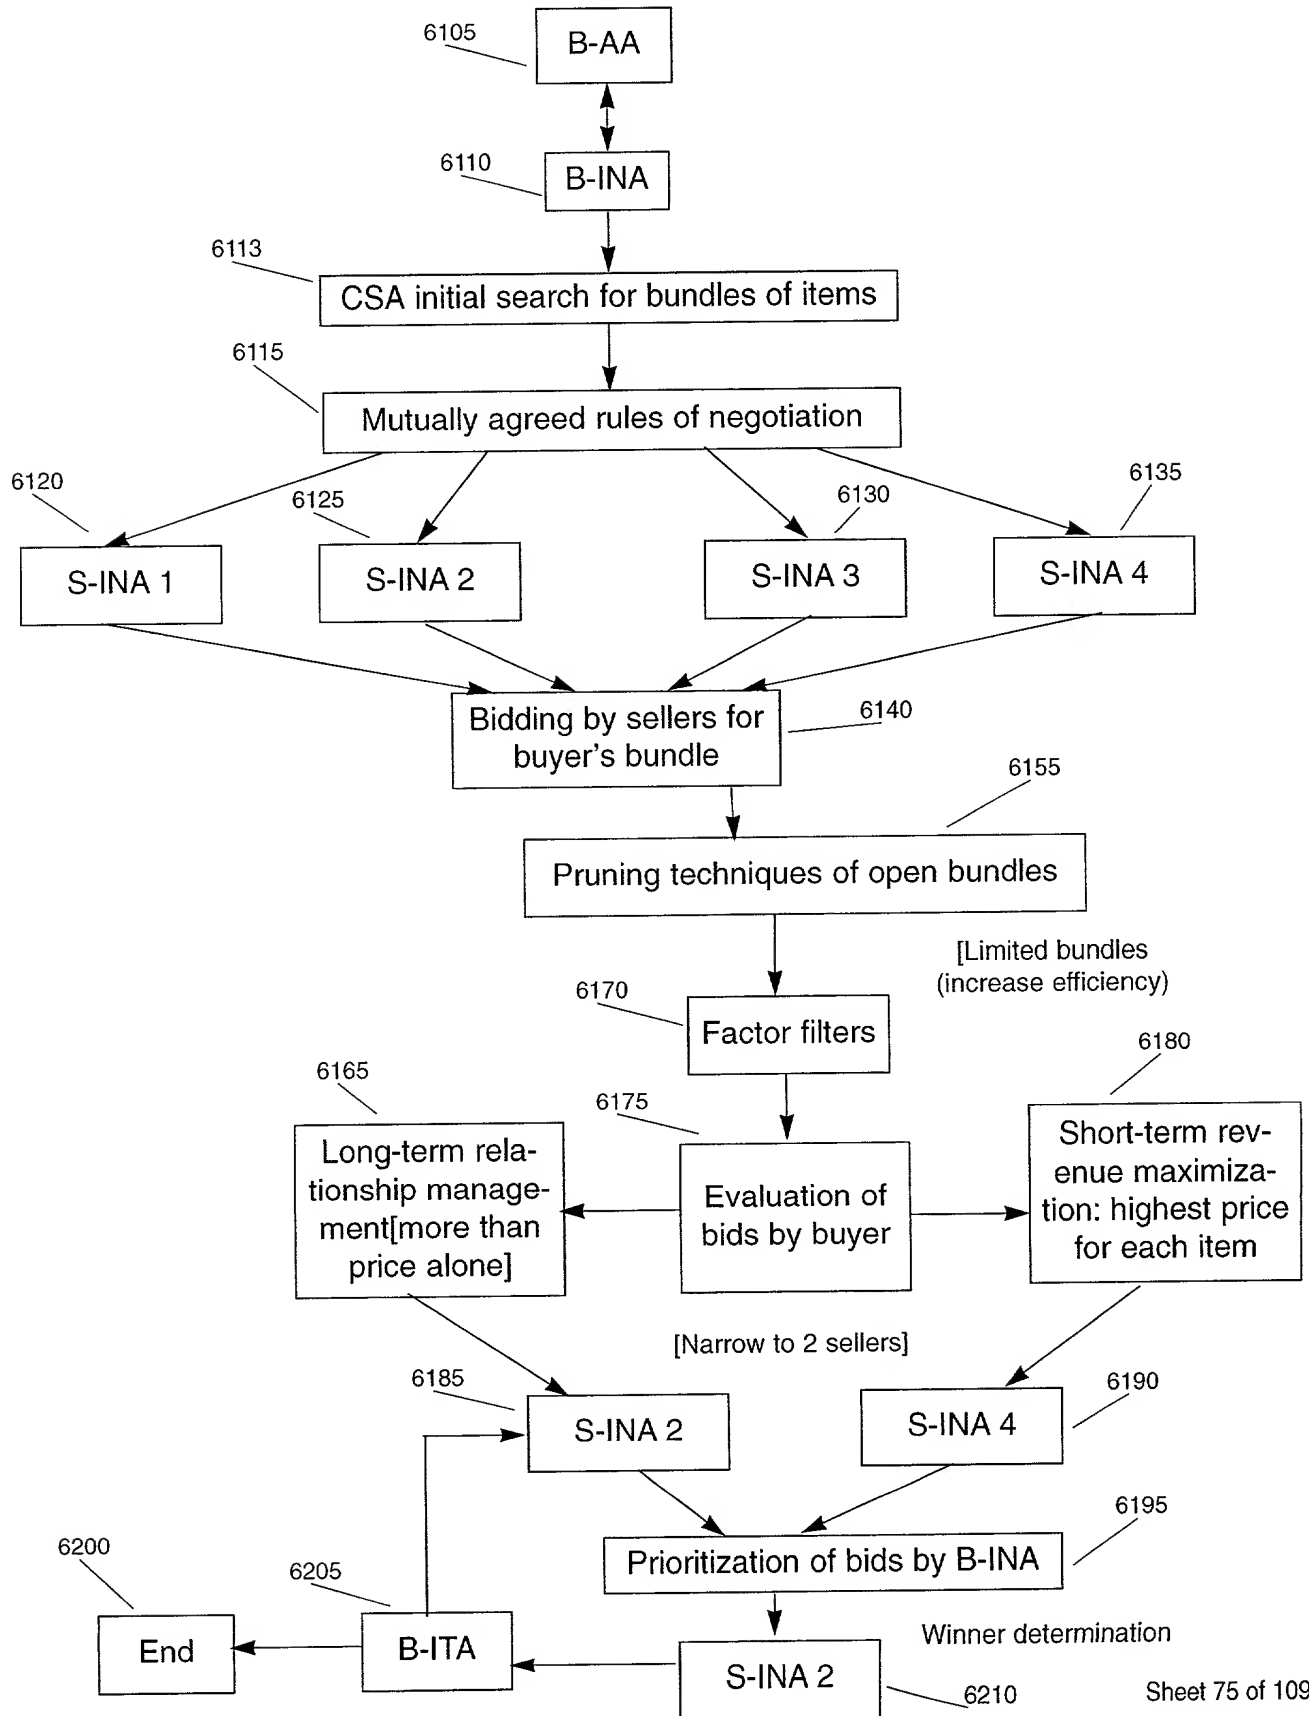 6105
B-AA
6110
B-INA
6113
CSA initial search for bundles of items
6115
Mutually agreed rules of negotiation
6120
6125
6130
6135
S-INA 1
S-INA 2
S-INA 3
S-INA 4
Bidding by sellers for
buyer's bundle
6140
6155
Pruning techniques of open bundles
[Limited bundles
(increase efficiency)
6170
Factor filters
6165
6175
6180
Long-term rela-
tionship manage-
ment[more than
price alone]
Evaluation of
bids by buyer
Short-term rev-
enue maximiza-
tion: highest price
for each item
[Narrow to 2 sellers]
6185
S-INA 2
S-INA 4
6190
6195
Prioritization of bids by B-INA
6200
6205
End
B-ITA
Winner determination
S-INA 2
6210
Sheet 75 of 109